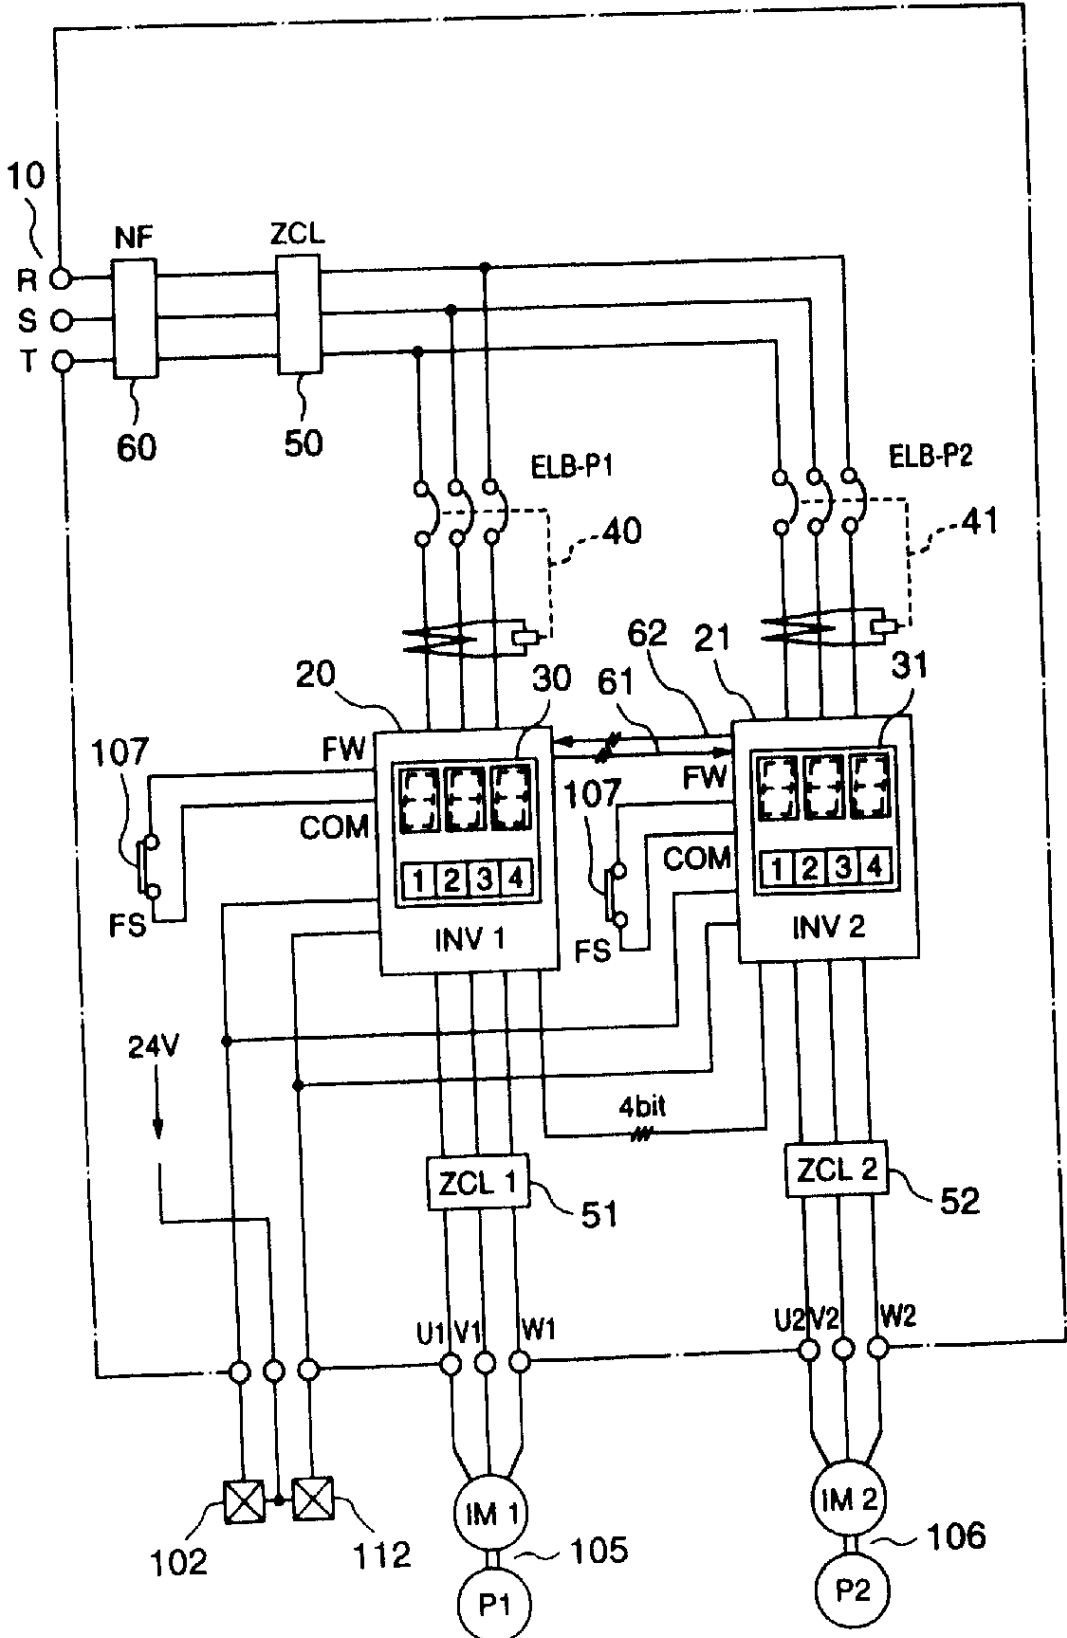 10
NF
ZCL
R
S
T
60
50
ELB-P1
ELB-P2
40
41
62
21
20
30
61
31
107
FW
FW
107
COM
COM
1 2 3 4
1 2 3 4
FS
INV 1
FS
INV 2
24V
4bit
ZCL 1
ZCL 2
51
52
U1 V1 W1
U2 V2 W2
IM 1
IM 2
102
112
105
106
P1
P2